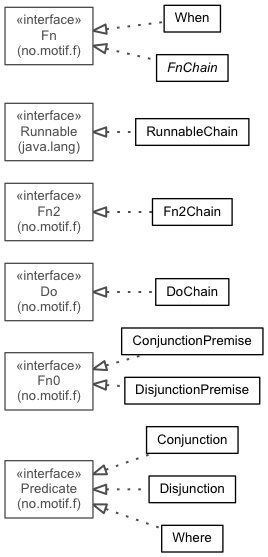 «interface»
Fn
(no.motif.f)
When
FnChain
«interface»
Runnable
(java.lang)
RunnableChain
«interface»
Fn2
(no.motif.f)
Fn2Chain
«interface»
Do
(no.motif.f)
DoChain
«interface»
Fn0
(no.motif.f)
ConjunctionPremise
DisjunctionPremise
«interface»
Predicate
(no.motif.f)
Conjunction
Disjunction
Where